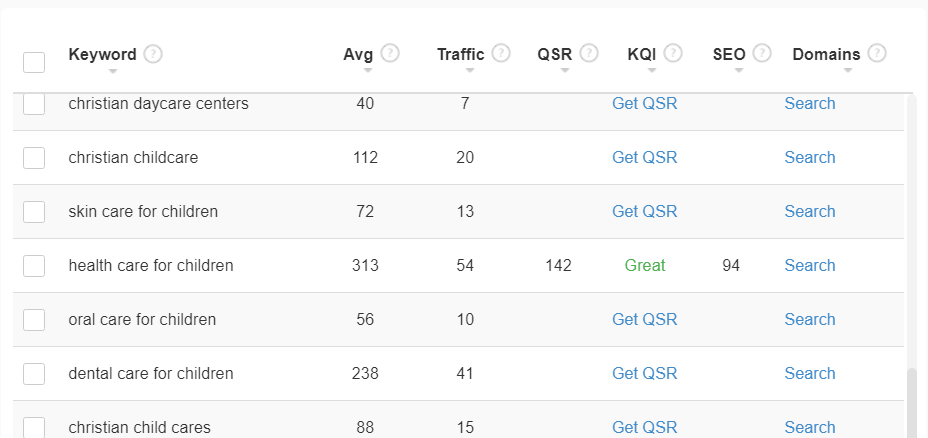 Keyword ? Avg ? Traffic ? QSR ? KQI ? SEO ? Domains ?
christian daycare centers 40 7 Get QSR Search
christian childcare 112 20 Get QSR Search
skin care for children 72 13 Get QSR Search
health care for children 313 54 142 Great 94 Search
oral care for children 56 10 Get QSR Search
dental care for children 238 41 Get QSR Search
christian child cares 88 15 Get QSR Search